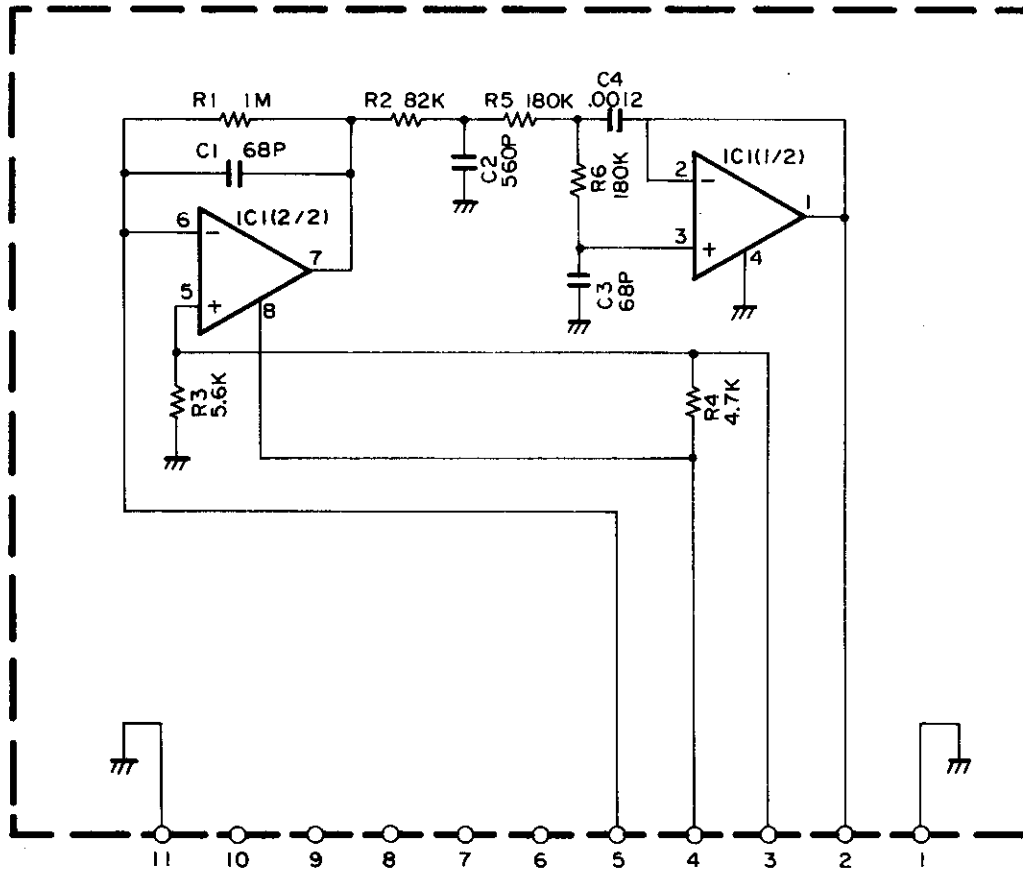 R1 1M
R2 82K
R5 180K
C4
.0012
C1 68P
C2
560P
R6
180K
IC1(1/2)
2
−
1
3
+
4
IC1(2/2)
6
−
7
5
+
8
C3
68P
R3
5.6K
R4
4.7K
11 10 9 8 7 6 5 4 3 2 1